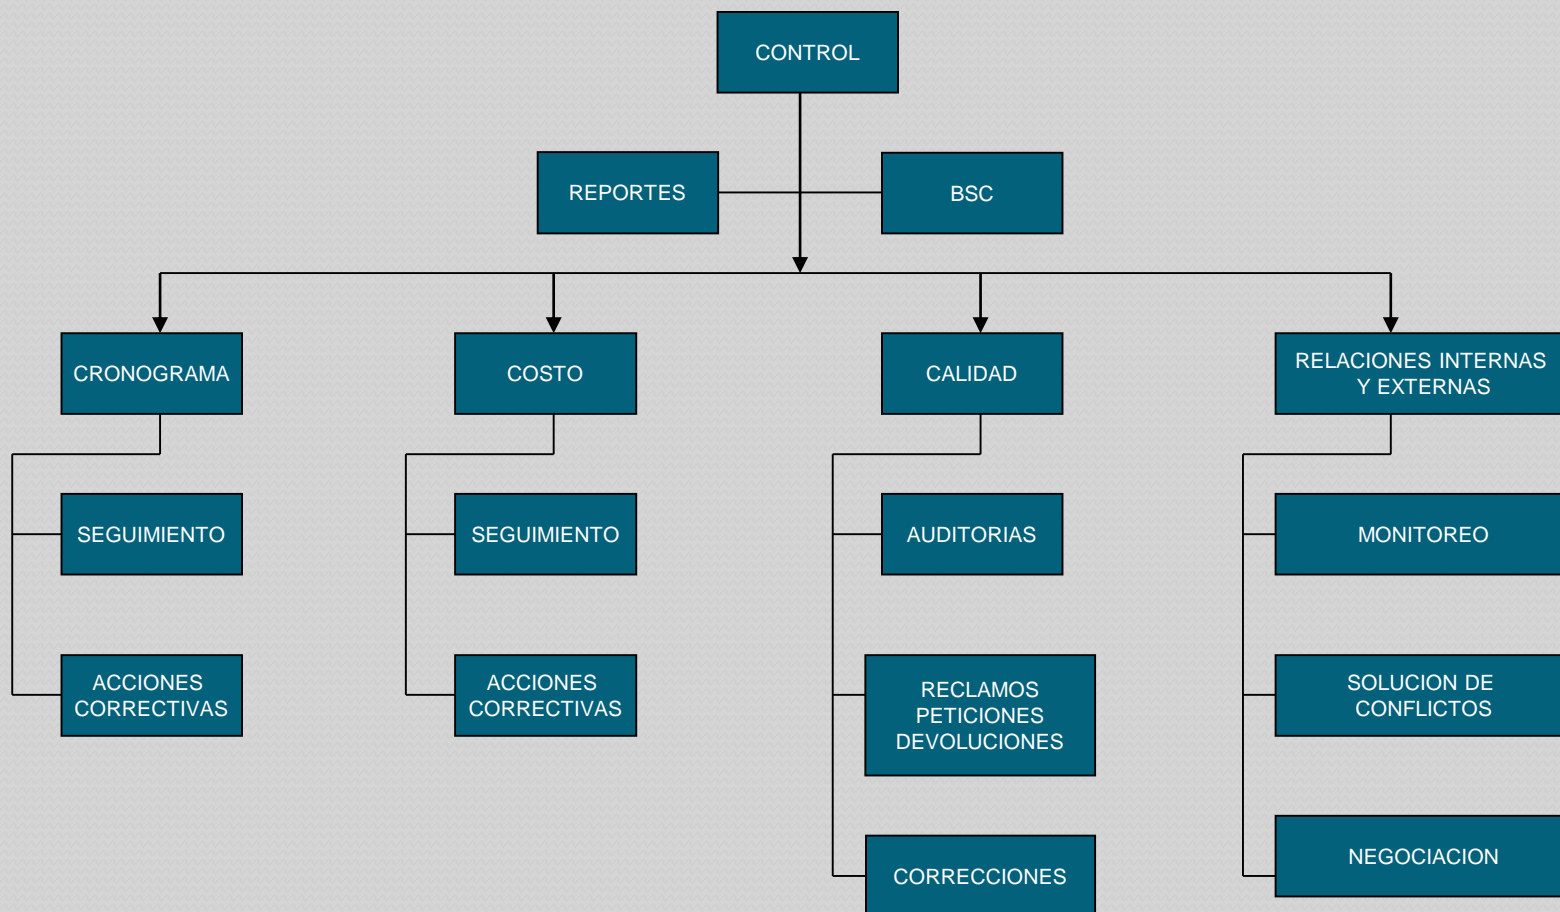 CONTROL
REPORTES
BSC
CRONOGRAMA
COSTO
CALIDAD
RELACIONES INTERNAS
Y EXTERNAS
SEGUIMIENTO
SEGUIMIENTO
AUDITORIAS
MONITOREO
ACCIONES
CORRECTIVAS
ACCIONES
CORRECTIVAS
RECLAMOS
PETICIONES
DEVOLUCIONES
SOLUCION DE
CONFLICTOS
CORRECCIONES
NEGOCIACION